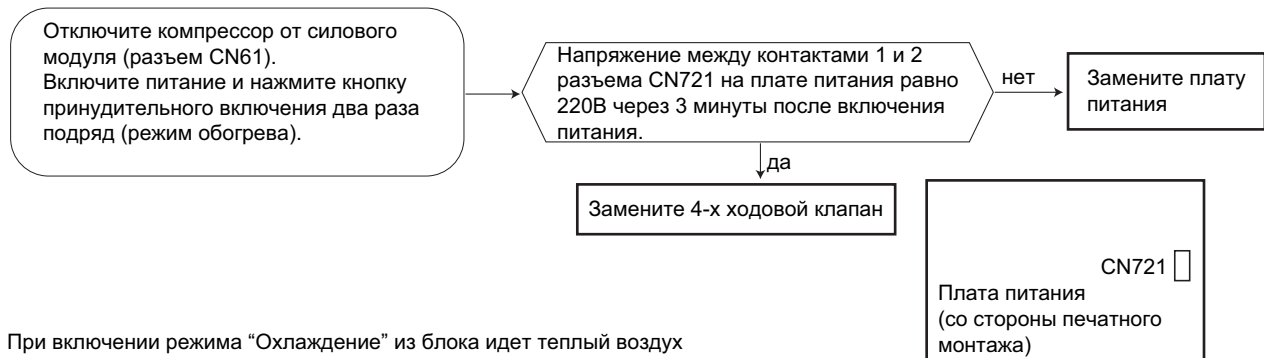 Отключите компрессор от силового
модуля (разъем CN61).
Включите питание и нажмите кнопку
принудительного включения два раза
подряд (режим обогрева).
Напряжение между контактами 1 и 2
разъема CN721 на плате питания равно
220В через 3 минуты после включения
питания.
нет
Замените плату
питания
да
Замените 4-х ходовой клапан
CN721
Плата питания
(со стороны печатного
монтажа)
При включении режима “Охлаждение” из блока идет теплый воздух